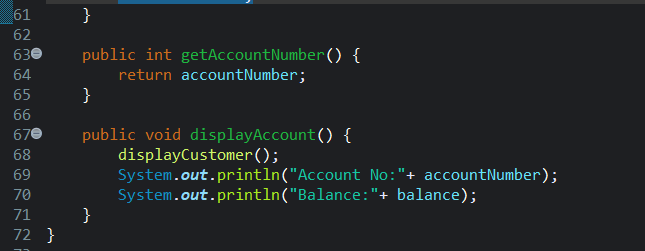 61 }
62
63 public int getAccountNumber() {
64 return accountNumber;
65 }
66
67 public void displayAccount() {
68 displayCustomer();
69 System.out.println("Account No:"+ accountNumber);
70 System.out.println("Balance:"+ balance);
71 }
72 }